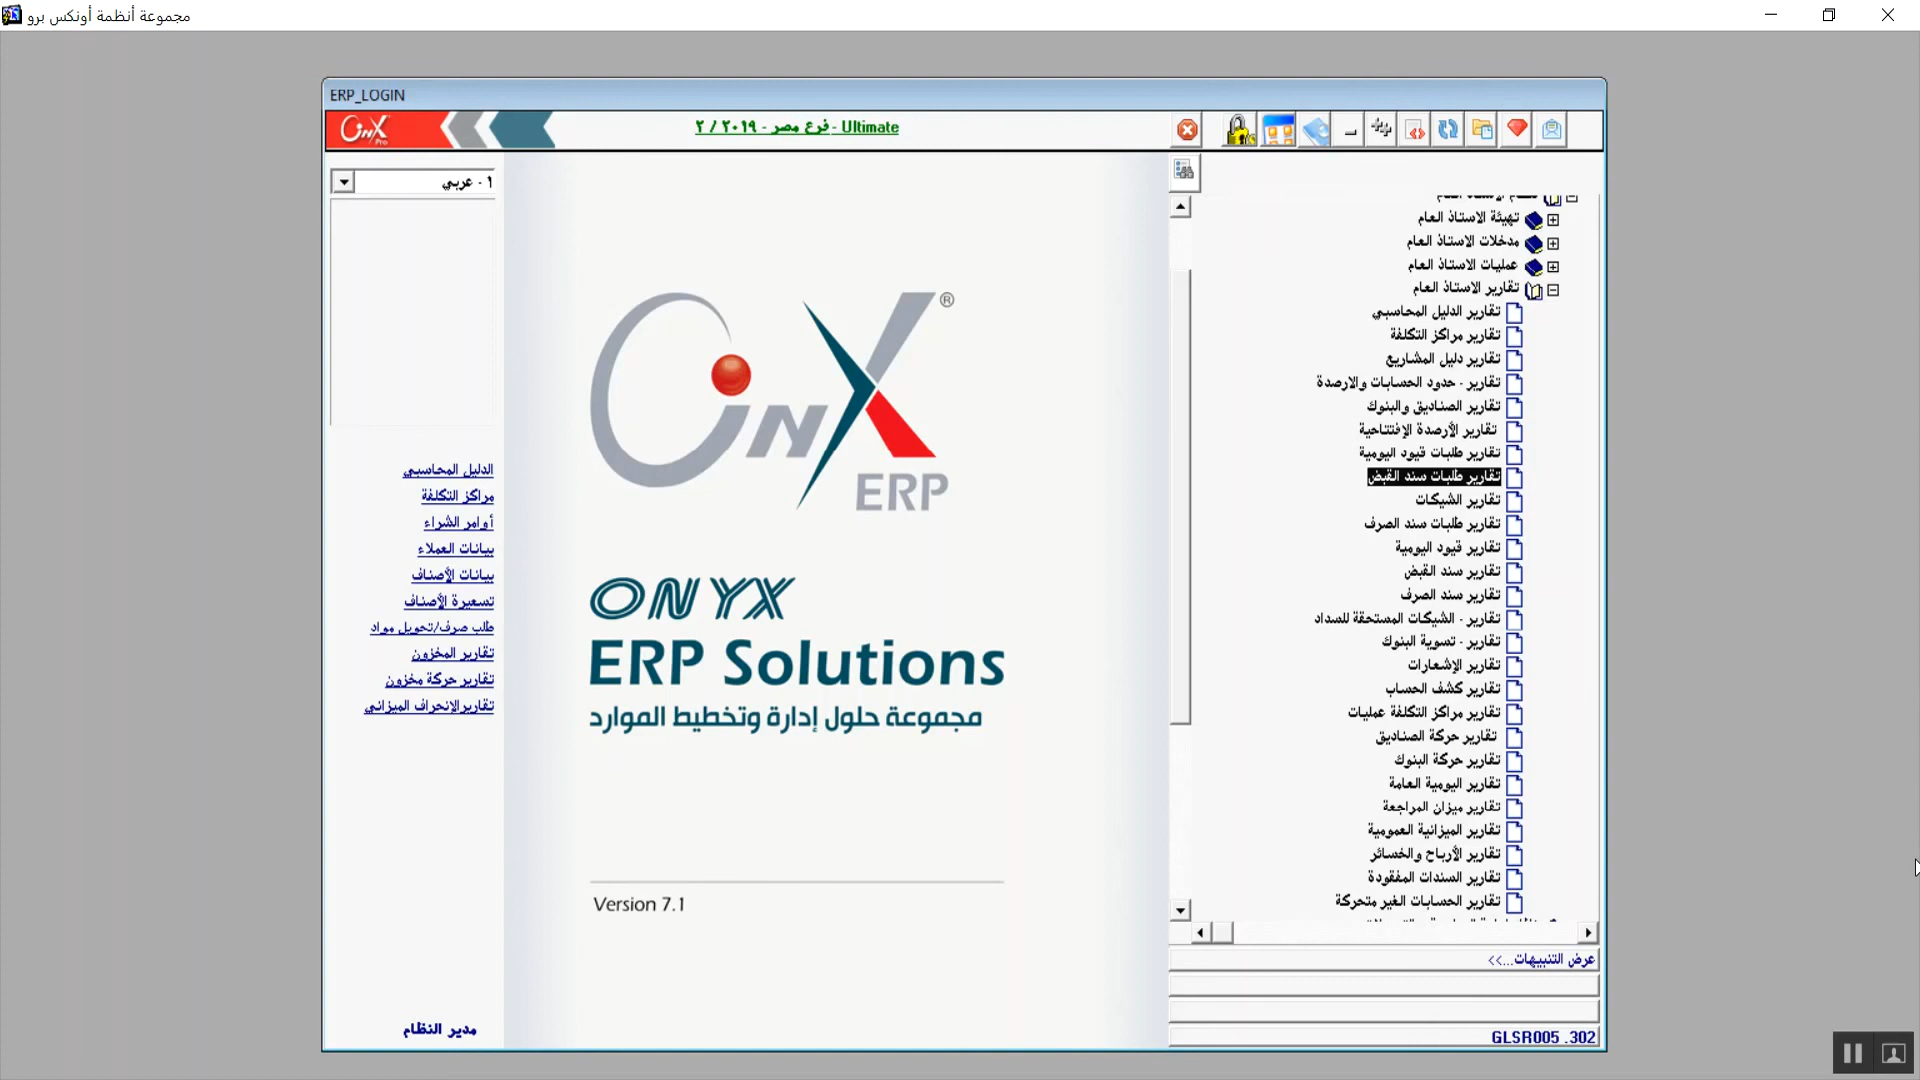 مجموعة أنظمة أونكس برو
ERP_LOGIN
Onx Pro
Ultimate - فرع مصر - ٢٠١٩ / ٢
١ - عربي
تهيئة الاستاذ العام
مدخلات الاستاذ العام
عمليات الاستاذ العام
تقارير الاستاذ العام
تقارير الدليل المحاسبي
تقارير مراكز التكلفة
تقارير دليل المشاريع
تقارير - حدود الحسابات والارصدة
تقارير الصناديق والبنوك
تقارير الأرصدة الإفتتاحية
تقارير طلبات قيود اليومية
تقارير طلبات سند القبض
تقارير الشيكات
تقارير طلبات سند الصرف
تقارير قيود اليومية
تقارير سند القبض
تقارير سند الصرف
تقارير - الشيكات المستحقة للسداد
تقارير - تسوية البنوك
تقارير الإشعارات
تقارير كشف الحساب
تقارير مراكز التكلفة عمليات
تقارير حركة الصناديق
تقارير حركة البنوك
تقارير اليومية العامة
تقارير ميزان المراجعة
تقارير الميزانية العمومية
تقارير الأرباح والخسائر
تقارير السندات المفقودة
تقارير الحسابات الغير متحركة
عرض التنبيهات...>>
GLSR005 .302
Onx ®
ERP
ONYX
ERP Solutions
مجموعة حلول إدارة وتخطيط الموارد
Version 7.1
الدليل المحاسبي
مراكز التكلفة
أوامر الشراء
بيانات العملاء
بيانات الأصناف
تسعيرة الأصناف
طلب صرف/تحويل مواد
تقارير المخزون
تقارير حركة مخزون
تقاريرالإنحراف الميزاني
مدير النظام